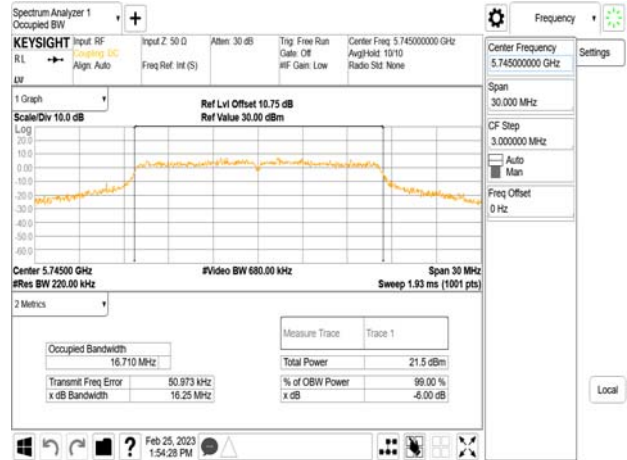 Spectrum Analyzer 1
Occupied BW
Frequency
KEYSIGHT
Input: RF
Coupling: DC
Align: Auto
Input Z: 50 Ω
Freq Ref: Int (S)
Atten: 30 dB
Trig: Free Run
Gate: Off
#IF Gain: Low
Center Freq: 5.745000000 GHz
Avg|Hold: 10/10
Radio Std: None
RL
LXI
1 Graph
Scale/Div 10.0 dB
Ref Lvl Offset 10.75 dB
Ref Value 30.00 dBm
Log
20.0
10.0
0.00
-10.0
-20.0
-30.0
-40.0
-50.0
-60.0
Center 5.74500 GHz
#Res BW 220.00 kHz
#Video BW 680.00 kHz
Span 30 MHz
Sweep 1.93 ms (1001 pts)
2 Metrics
Measure Trace
Trace 1
Occupied Bandwidth
16.710 MHz
Total Power
21.5 dBm
Transmit Freq Error
50.973 kHz
% of OBW Power
99.00 %
x dB Bandwidth
16.25 MHz
x dB
-6.00 dB
Feb 25, 2023
1:54:28 PM
Center Frequency
5.745000000 GHz
Settings
Span
30.000 MHz
CF Step
3.000000 MHz
Auto
Man
Freq Offset
0 Hz
Local